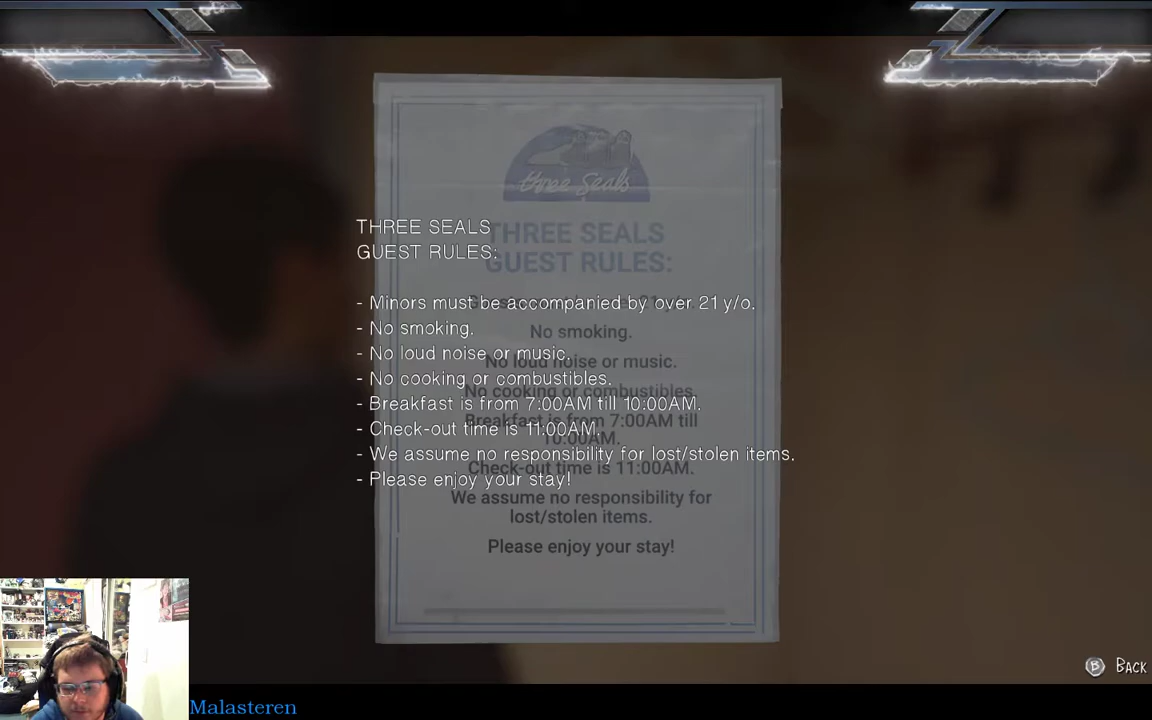 three Seals
THREE SEALS
GUEST RULES:
- Minors must be accompanied by over 21 y/o.
- No smoking.
- No loud noise or music.
- No cooking or combustibles.
- Breakfast is from 7:00AM till 10:00AM.
- Check-out time is 11:00AM.
- We assume no responsibility for lost/stolen items.
- Please enjoy your stay!
THREE SEALS
GUEST RULES:
No smoking.
No loud noise or music.
No cooking or combustibles.
Breakfast is from 7:00AM till
10:00AM.
Check-out time is 11:00AM.
We assume no responsibility for
lost/stolen items.
Please enjoy your stay!
B BACK
Malasteren